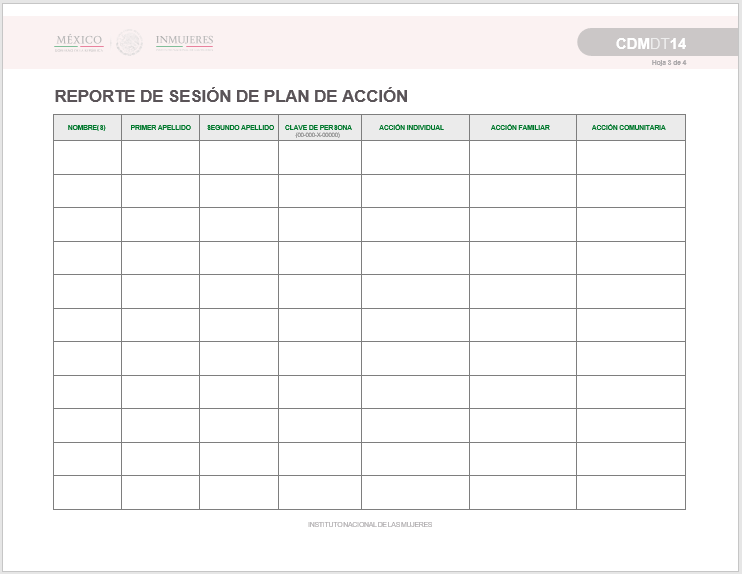 MÉXICO
INMUJERES
CDMDT14
Hoja 3 de 4
REPORTE DE SESIÓN DE PLAN DE ACCIÓN
NOMBRE(S) PRIMER APELLIDO SEGUNDO APELLIDO CLAVE DE PERSONA ACCIÓN INDIVIDUAL ACCIÓN FAMILIAR ACCIÓN COMUNITARIA
(00-000-X-00000)
INSTITUTO NACIONAL DE LAS MUJERES